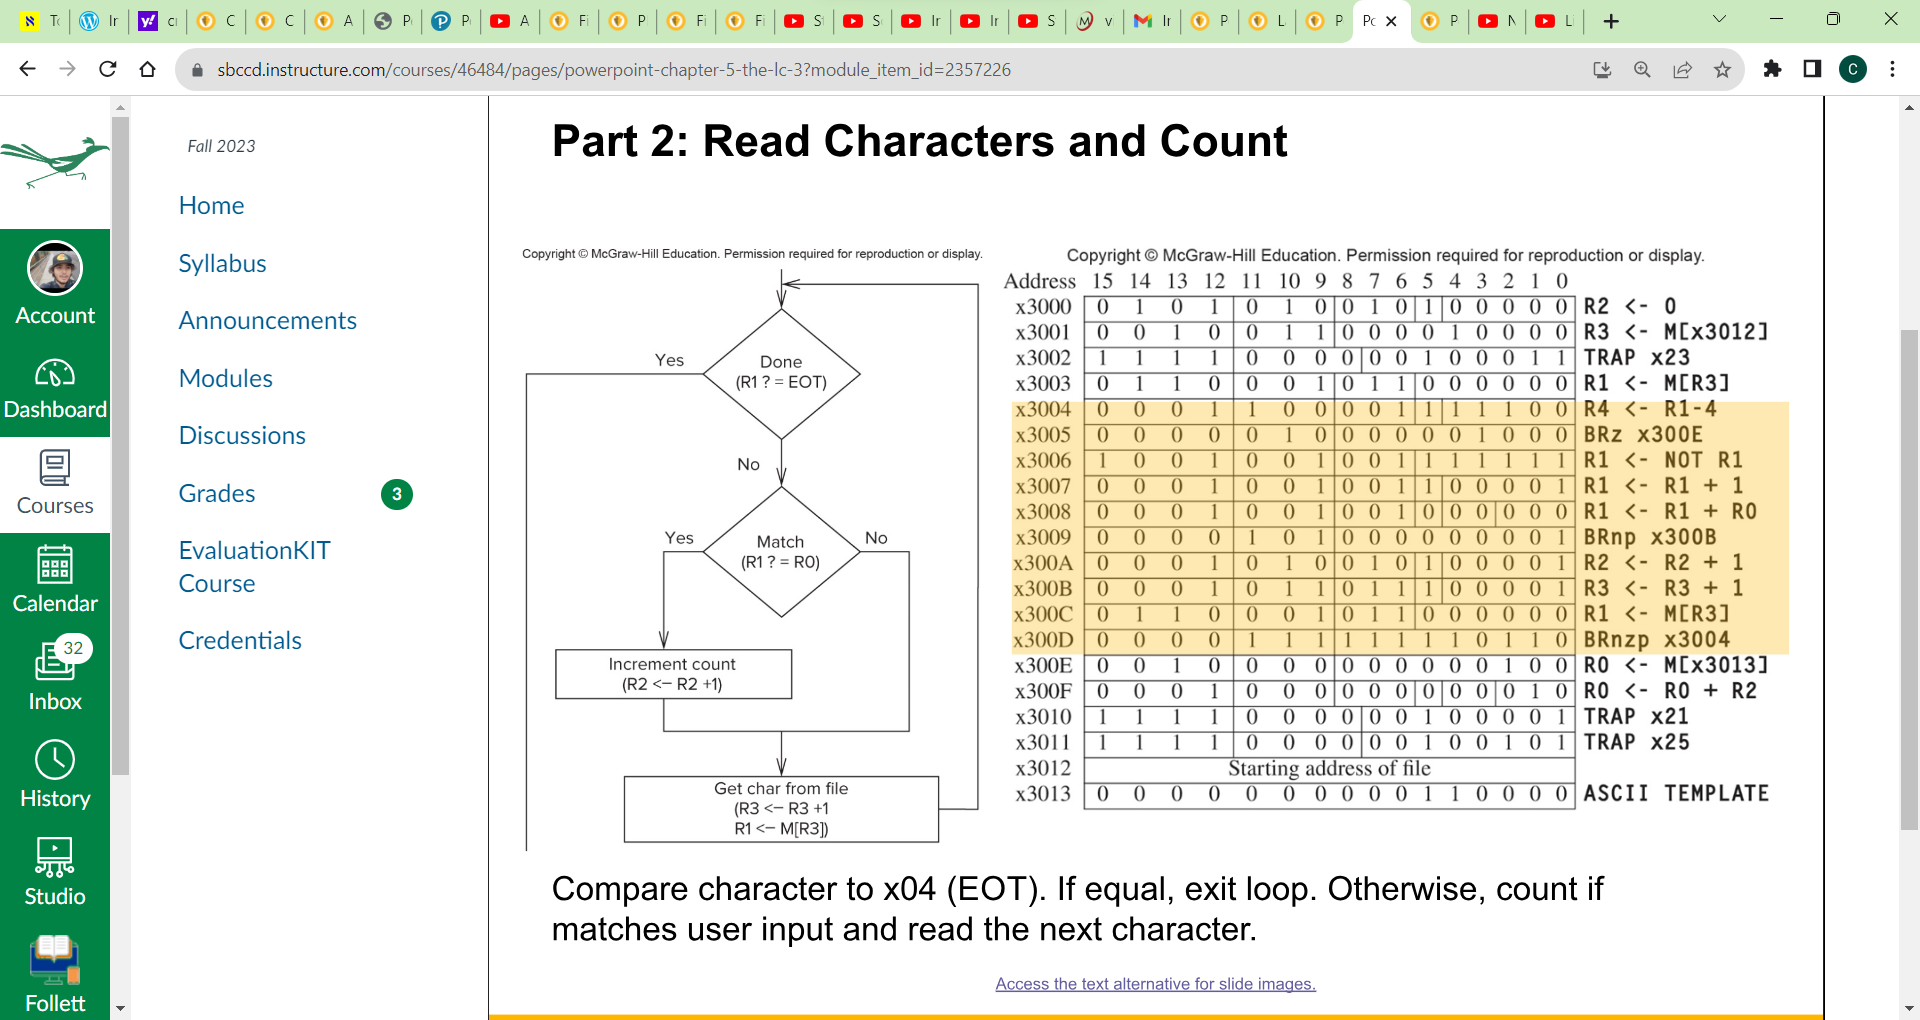 T
Ir
y!
cı
C
C
A
P
P
A
Fi
P
Fi
Fi
S
Ir
Ir
S
v
Ir
P
L
P
Pc
P
N
Li
sbccd.instructure.com/courses/46484/pages/powerpoint-chapter-5-the-lc-3?module_item_id=2357226
C
Account
Dashboard
Courses
Calendar
32
Inbox
History
Studio
Follett
Fall 2023
Home
Syllabus
Announcements
Modules
Discussions
Grades 3
EvaluationKIT
Course
Credentials
Part 2: Read Characters and Count
Copyright © McGraw-Hill Education. Permission required for reproduction or display.
Yes
Done
(R1 ? = EOT)
No
Yes
Match
(R1 ? = R0)
No
Increment count
(R2 <− R2 +1)
Get char from file
(R3 <− R3 +1
R1 <− M[R3])
Copyright © McGraw-Hill Education. Permission required for reproduction or display.
Address 15 14 13 12 11 10 9 8 7 6 5 4 3 2 1 0
x3000 0 1 0 1 0 1 0 0 1 0 1 0 0 0 0 0 R2 <- 0
x3001 0 0 1 0 0 1 1 0 0 0 0 1 0 0 0 0 R3 <- M[x3012]
x3002 1 1 1 1 0 0 0 0 0 0 1 0 0 0 1 1 TRAP x23
x3003 0 1 1 0 0 0 1 0 1 1 0 0 0 0 0 0 R1 <- M[R3]
x3004 0 0 0 1 1 0 0 0 0 1 1 1 1 1 0 0 R4 <- R1-4
x3005 0 0 0 0 0 1 0 0 0 0 0 0 1 0 0 0 BRz x300E
x3006 1 0 0 1 0 0 1 0 0 1 1 1 1 1 1 1 R1 <- NOT R1
x3007 0 0 0 1 0 0 1 0 0 1 1 0 0 0 0 1 R1 <- R1 + 1
x3008 0 0 0 1 0 0 1 0 0 1 0 0 0 0 0 0 R1 <- R1 + R0
x3009 0 0 0 0 1 0 1 0 0 0 0 0 0 0 0 1 BRnp x300B
x300A 0 0 0 1 0 1 0 0 1 0 1 0 0 0 0 1 R2 <- R2 + 1
x300B 0 0 0 1 0 1 1 0 1 1 1 0 0 0 0 1 R3 <- R3 + 1
x300C 0 1 1 0 0 0 1 0 1 1 0 0 0 0 0 0 R1 <- M[R3]
x300D 0 0 0 0 1 1 1 1 1 1 1 1 0 1 1 0 BRnzp x3004
x300E 0 0 1 0 0 0 0 0 0 0 0 0 0 1 0 0 R0 <- M[x3013]
x300F 0 0 0 1 0 0 0 0 0 0 0 0 0 0 1 0 R0 <- R0 + R2
x3010 1 1 1 1 0 0 0 0 0 0 1 0 0 0 0 1 TRAP x21
x3011 1 1 1 1 0 0 0 0 0 0 1 0 0 1 0 1 TRAP x25
x3012 Starting address of file
x3013 0 0 0 0 0 0 0 0 0 0 1 1 0 0 0 0 ASCII TEMPLATE
Compare character to x04 (EOT). If equal, exit loop. Otherwise, count if
matches user input and read the next character.
Access the text alternative for slide images.